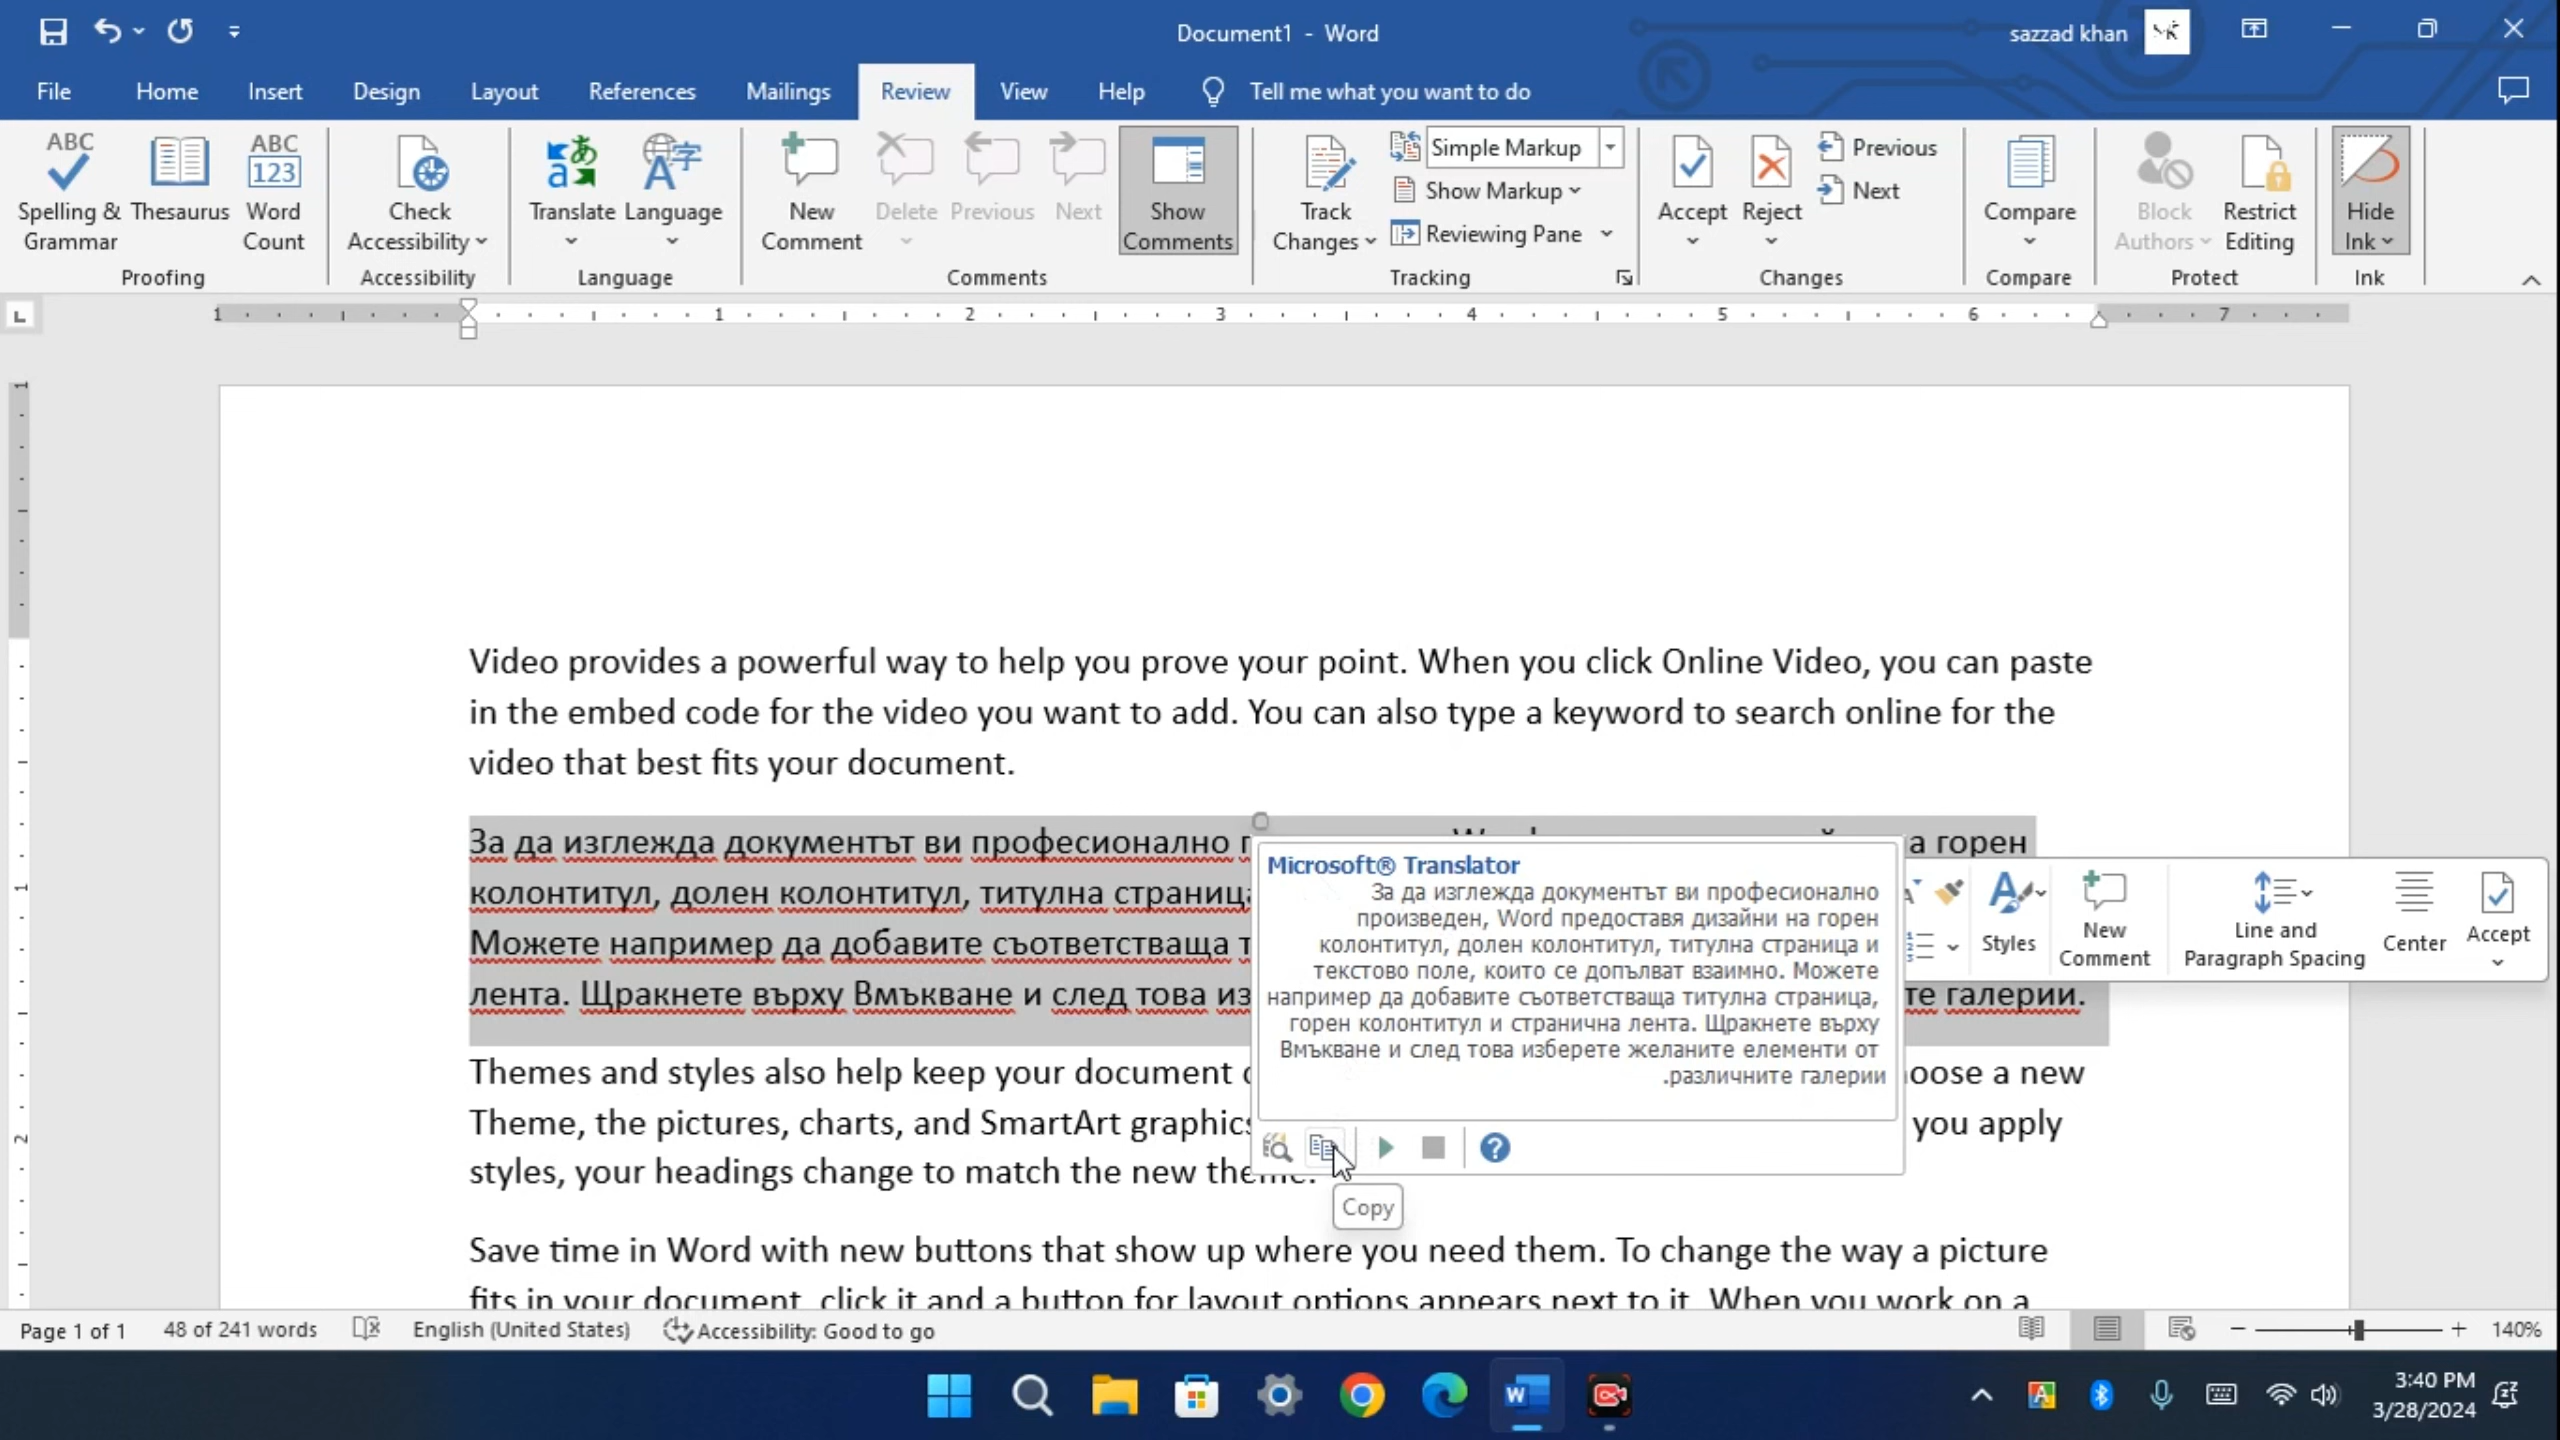 Document1 - Word
sazzad khan
File Home Insert Design Layout References Mailings Review View Help Tell me what you want to do
ABC
Spelling &
Grammar
Thesaurus
ABC
123
Word
Count
Proofing
Check
Accessibility
Accessibility
Translate
Language
Language
New
Comment
Delete
Previous
Next
Show
Comments
Comments
Track
Changes
Simple Markup
Show Markup
Reviewing Pane
Tracking
Accept
Reject
Previous
Next
Changes
Compare
Compare
Block
Authors
Restrict
Editing
Protect
Hide
Ink
Ink
1 1 2 3 4 5 6 7
1
1
2
Video provides a powerful way to help you prove your point. When you click Online Video, you can paste
in the embed code for the video you want to add. You can also type a keyword to search online for the
video that best fits your document.
За да изглежда документът ви професионално а горен
колонтитул, долен колонтитул, титулна страница
Можете например да добавите съответстваща
лента. Щракнете върху Вмъкване и след това из те галерии.
Themes and styles also help keep your document oose a new
Theme, the pictures, charts, and SmartArt graphics you apply
styles, your headings change to match the new theme.
Save time in Word with new buttons that show up where you need them. To change the way a picture
fits in your document, click it and a button for layout options appears next to it. When you work on a
Microsoft® Translator
За да изглежда документът ви професионално
произведен, Word предоставя дизайни на горен
колонтитул, долен колонтитул, титулна страница и
текстово поле, които се допълват взаимно. Можете
например да добавите съответстваща титулна страница,
горен колонтитул и странична лента. Щракнете върху
Вмъкване и след това изберете желаните елементи от
.различните галерии
Copy
Styles
New
Comment
Line and
Paragraph Spacing
Center
Accept
Page 1 of 1 48 of 241 words English (United States) Accessibility: Good to go 140%
3:40 PM
3/28/2024